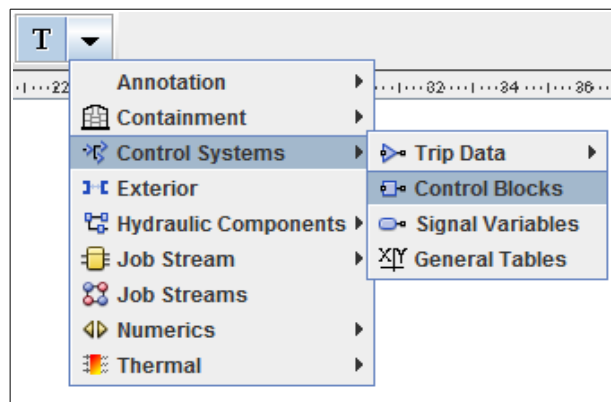 T
22 32 34 36
Annotation
Containment
Control Systems
Exterior
Hydraulic Components
Job Stream
Job Streams
Numerics
Thermal
Trip Data
Control Blocks
Signal Variables
X|Y General Tables